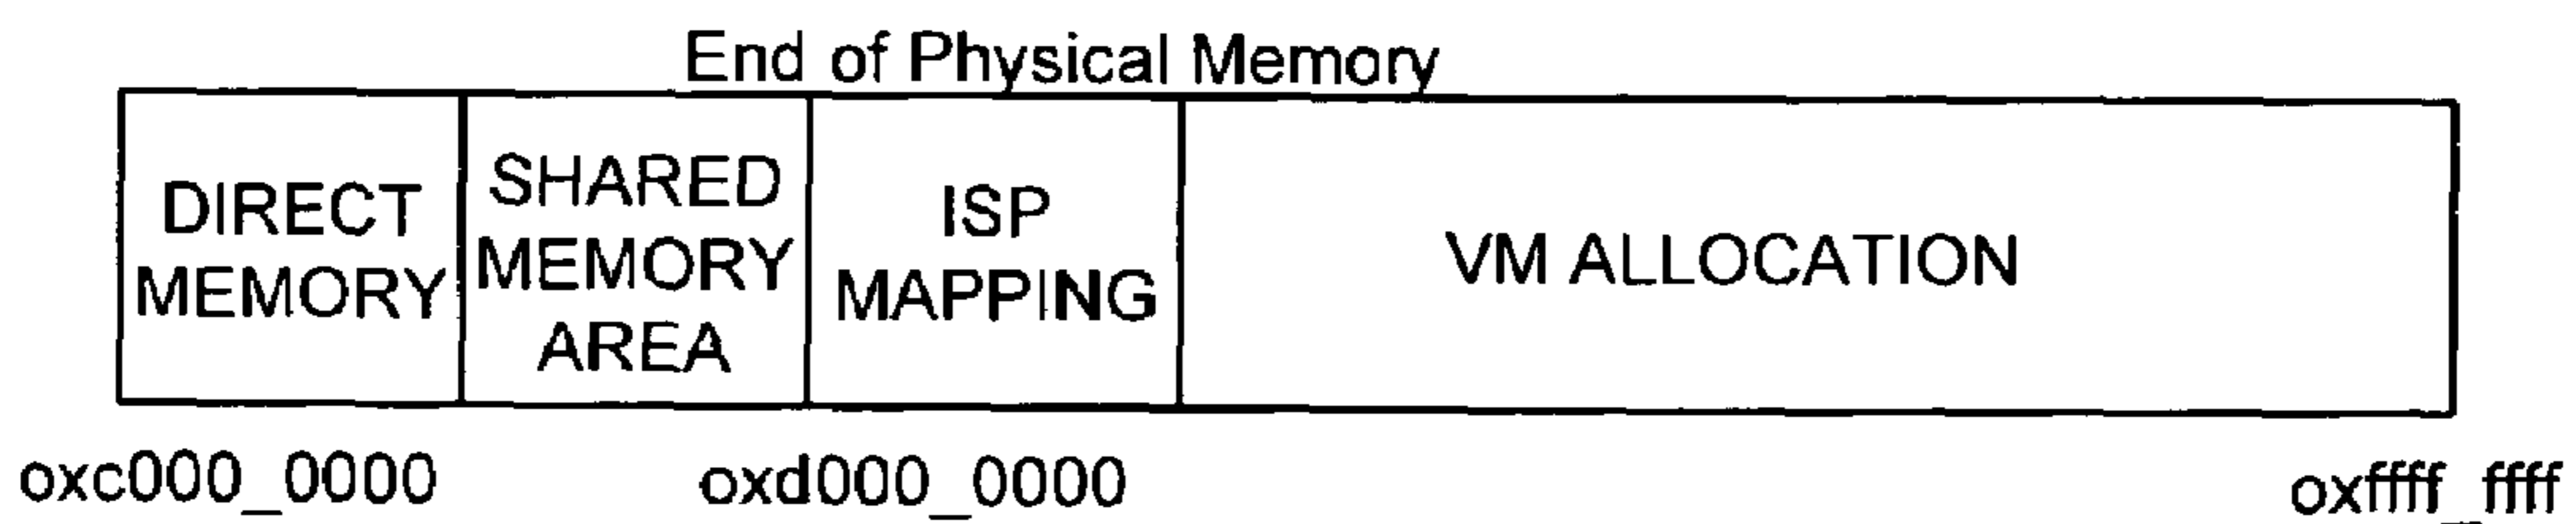 End of Physical Memory
DIRECT
MEMORY
SHARED
MEMORY
AREA
ISP
MAPPING
VM ALLOCATION
oxc000_0000
oxd000_0000
oxffff_ffff